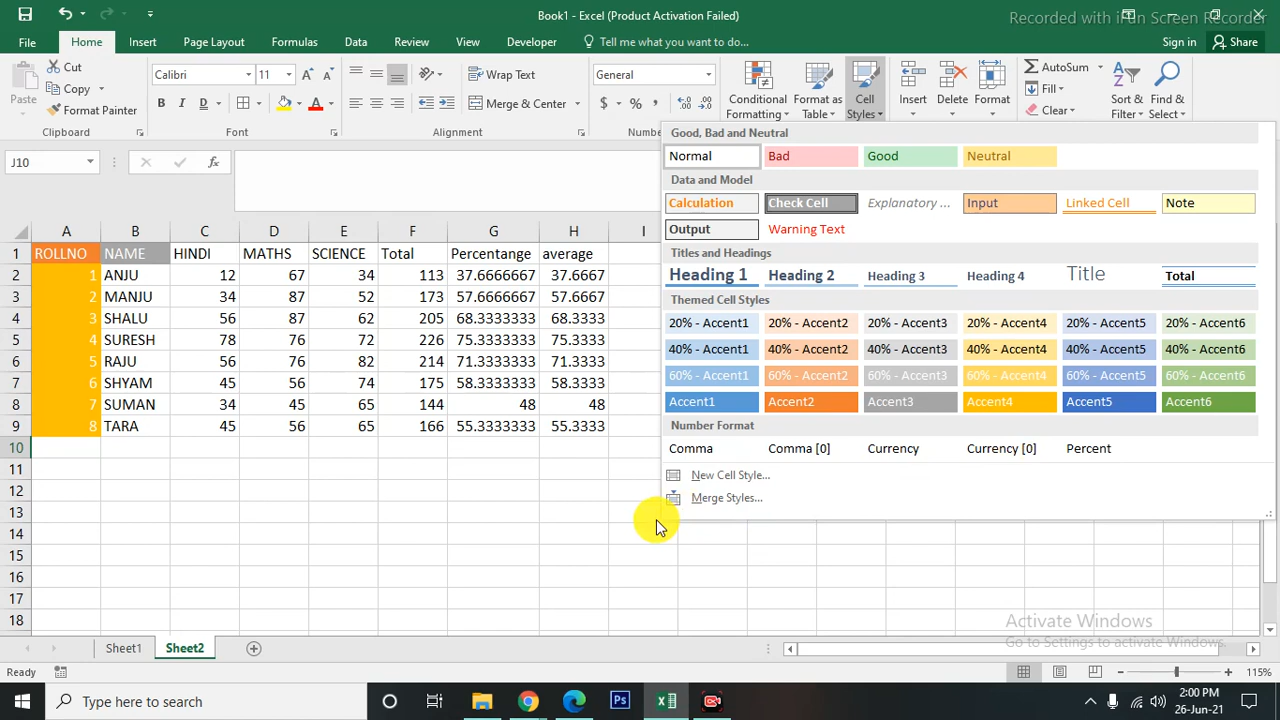 Book1 - Excel (Product Activation Failed)
Recorded with iFun Screen Recorder
File Home Insert Page Layout Formulas Data Review View Developer Tell me what you want to do... Sign in Share
Cut
Copy
Format Painter
Paste
Clipboard
Calibri 11
B I D A
Font
Wrap Text
Merge & Center
Alignment
General
$ % ,
Conditional Formatting
Format as Table
Cell Styles
Insert
Delete
Format
AutoSum
Fill
Clear
Sort & Filter
Find & Select
J10 fx
Good, Bad and Neutral
Normal Bad Good Neutral
Data and Model
Calculation Check Cell Explanatory ... Input Linked Cell Note
Output Warning Text
Titles and Headings
Heading 1 Heading 2 Heading 3 Heading 4 Title Total
Themed Cell Styles
20% - Accent1 20% - Accent2 20% - Accent3 20% - Accent4 20% - Accent5 20% - Accent6
40% - Accent1 40% - Accent2 40% - Accent3 40% - Accent4 40% - Accent5 40% - Accent6
60% - Accent1 60% - Accent2 60% - Accent3 60% - Accent4 60% - Accent5 60% - Accent6
Accent1 Accent2 Accent3 Accent4 Accent5 Accent6
Number Format
Comma Comma [0] Currency Currency [0] Percent
New Cell Style...
Merge Styles...
A B C D E F G H I
1 ROLLNO NAME HINDI MATHS SCIENCE Total Percentange average
2 1 ANJU 12 67 34 113 37.6666667 37.6667
3 2 MANJU 34 87 52 173 57.6666667 57.6667
4 3 SHALU 56 87 62 205 68.3333333 68.3333
5 4 SURESH 78 76 72 226 75.3333333 75.3333
6 5 RAJU 56 76 82 214 71.3333333 71.3333
7 6 SHYAM 45 56 74 175 58.3333333 58.3333
8 7 SUMAN 34 45 65 144 48 48
9 8 TARA 45 56 65 166 55.3333333 55.3333
10
11
12
13
14
15
16
17
18
Activate Windows
Go to Settings to activate Windows.
Sheet1 Sheet2
Ready 115%
Type here to search
Ps
2:00 PM
26-Jun-21